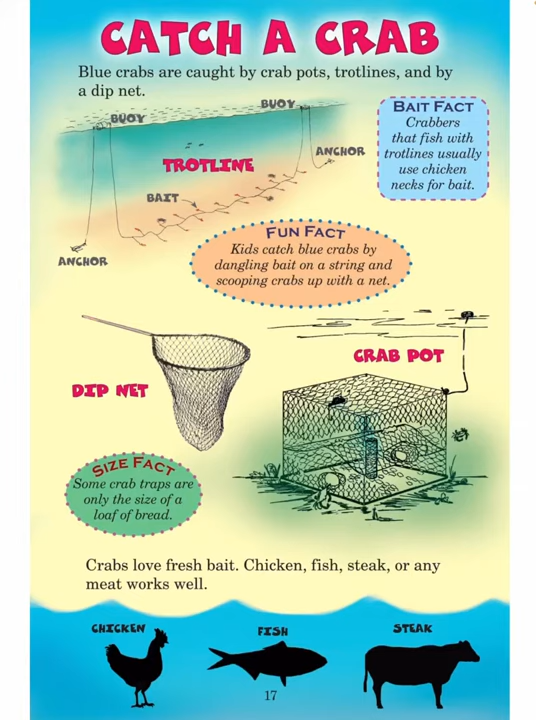 CATCH A CRAB
Blue crabs are caught by crab pots, trotlines, and by
a dip net.
BUOY
BUOY
TROTLINE
ANCHOR
BAIT
ANCHOR
BAIT FACT
Crabbers
that fish with
trotlines usually
use chicken
necks for bait.
FUN FACT
Kids catch blue crabs by
dangling bait on a string and
scooping crabs up with a net.
DIP NET
CRAB POT
SIZE FACT
Some crab traps are
only the size of a
loaf of bread.
Crabs love fresh bait. Chicken, fish, steak, or any
meat works well.
CHICKEN
FISH
STEAK
17